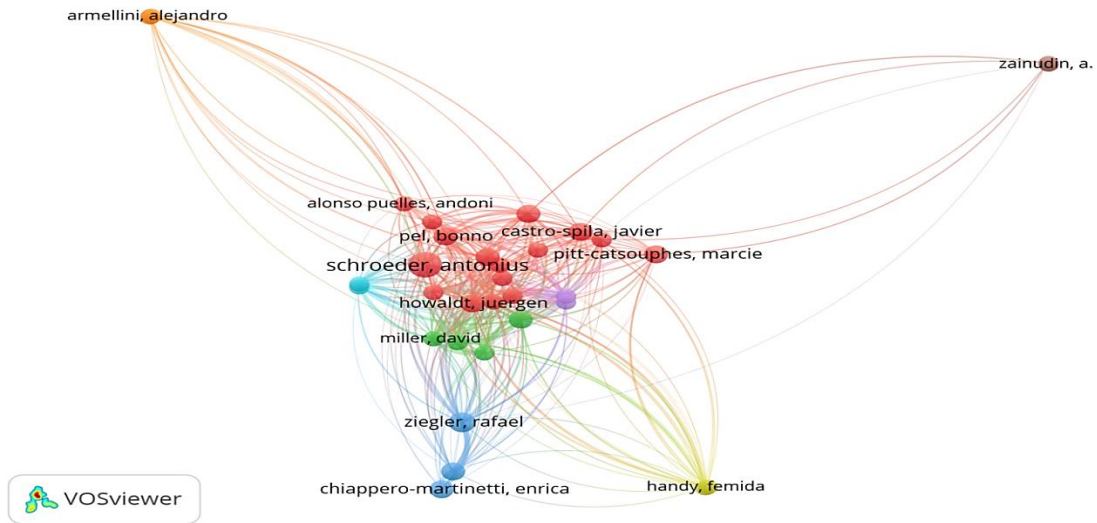 armellini, alejandro
zainudin, a.
alonso puelles, andoni
pel, bonno
castro-spila, javier
pitt-catsouphes, marcie
schroeder, antonius
howaldt, juergen
miller, david
ziegler, rafael
chiappero-martinetti, enrica
handy, femida
VOSviewer